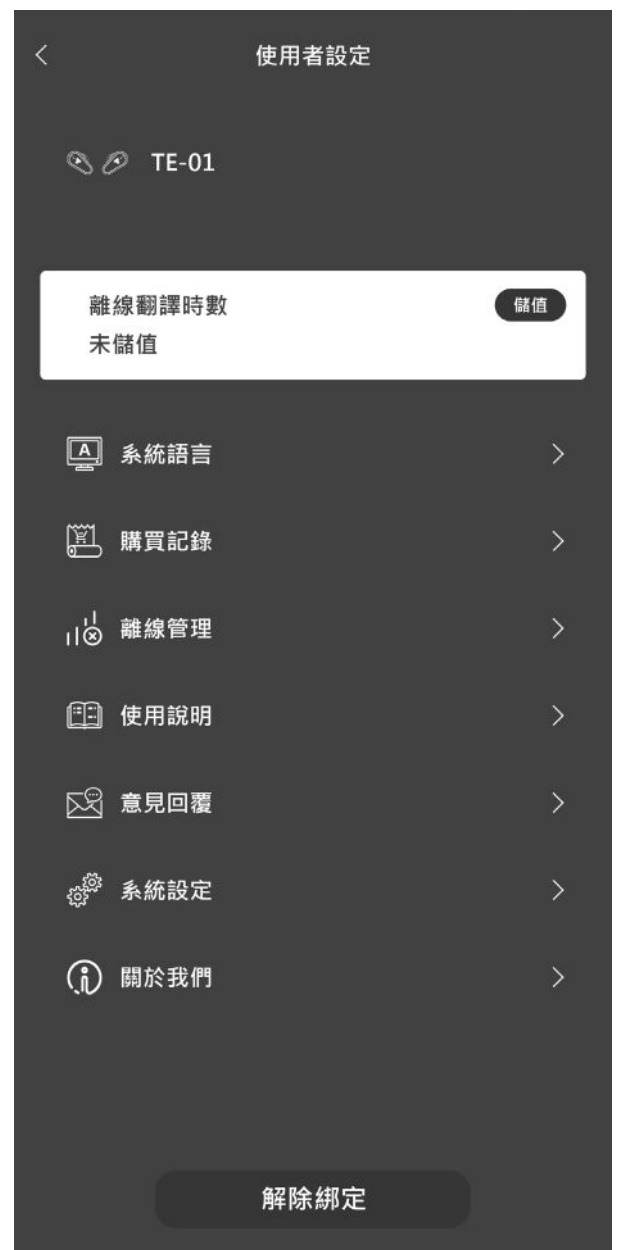 使用者設定
TE-01
離線翻譯時數
儲值
未儲值
系統語言
購買記錄
離線管理
使用說明
意見回覆
系統設定
關於我們
解除綁定